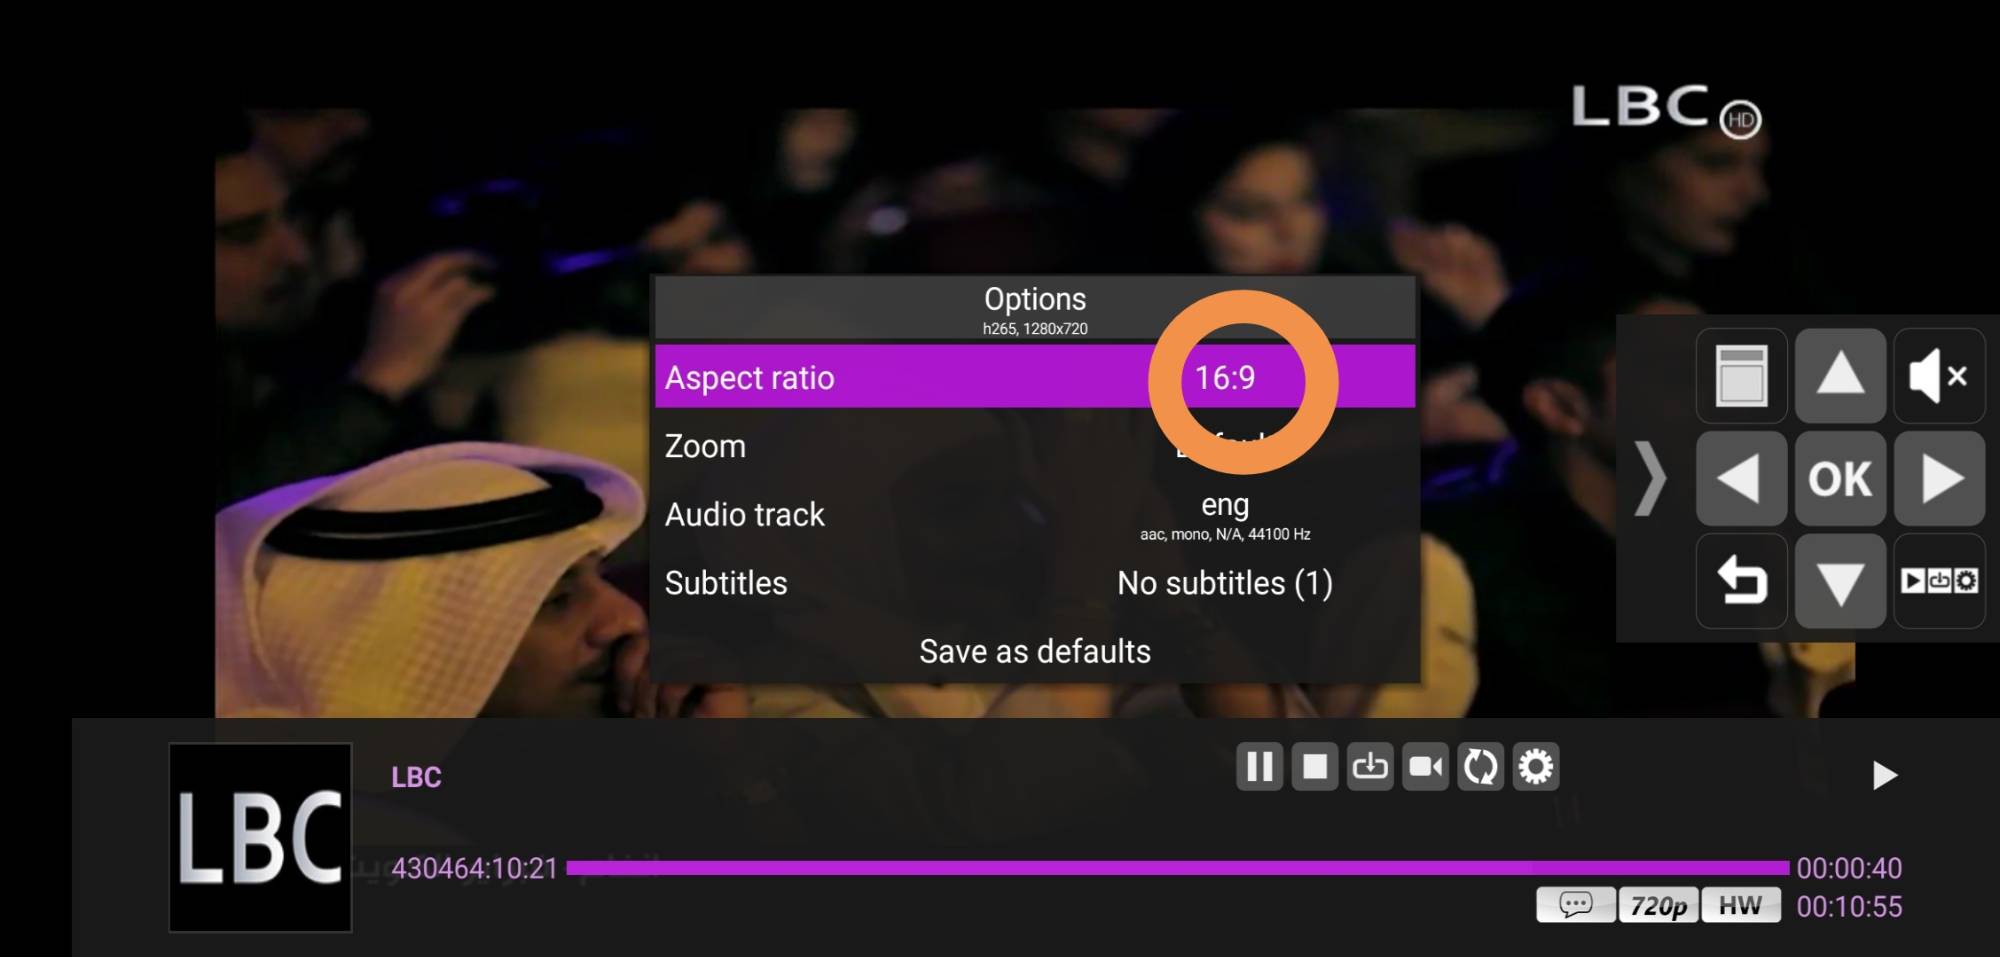 LBC HD
Options
h265, 1280x720
Aspect ratio 16:9
Zoom
Audio track eng
aac, mono, N/A, 44100 Hz
Subtitles No subtitles (1)
Save as defaults
OK
LBC
LBC
430464:10:21 00:00:40
720p HW 00:10:55